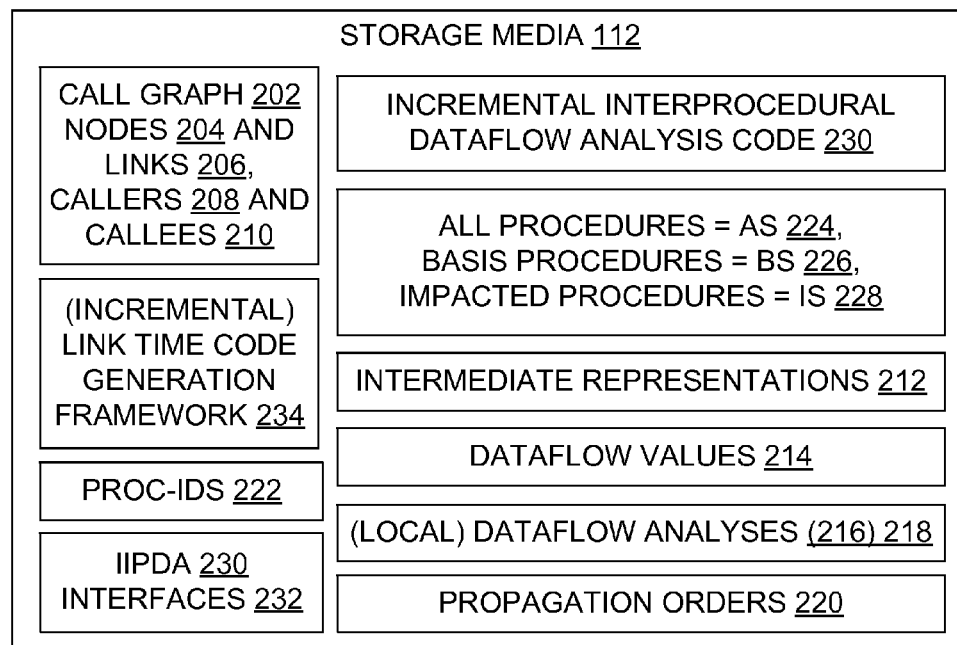 STORAGE MEDIA 112
CALL GRAPH 202
NODES 204 AND
LINKS 206,
CALLERS 208 AND
CALLEES 210
(INCREMENTAL)
LINK TIME CODE
GENERATION
FRAMEWORK 234
PROC-IDS 222
IIPDA 230
INTERFACES 232
INCREMENTAL INTERPROCEDURAL
DATAFLOW ANALYSIS CODE 230
ALL PROCEDURES = AS 224,
BASIS PROCEDURES = BS 226,
IMPACTED PROCEDURES = IS 228
INTERMEDIATE REPRESENTATIONS 212
DATAFLOW VALUES 214
(LOCAL) DATAFLOW ANALYSES (216) 218
PROPAGATION ORDERS 220